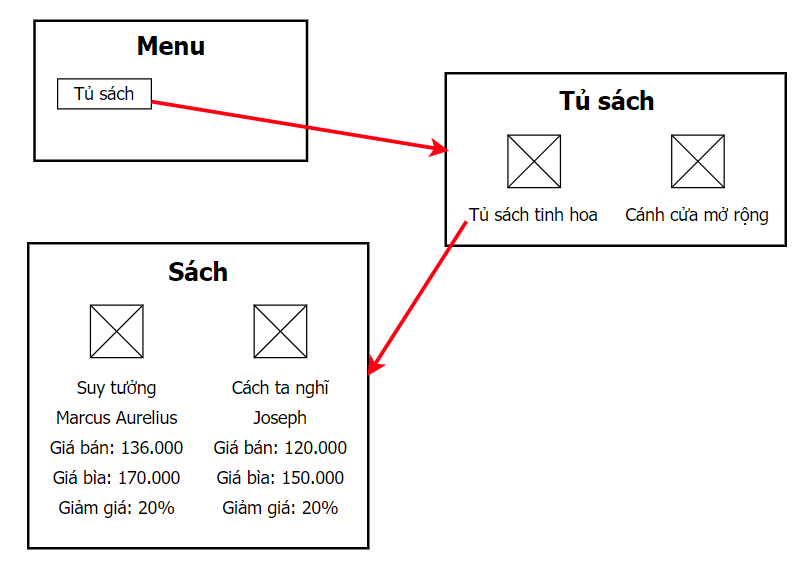 Menu
Tủ sách
Tủ sách
Tủ sách tinh hoa
Cánh cửa mở rộng
Sách
Suy tưởng
Cách ta nghĩ
Marcus Aurelius
Joseph
Giá bán: 136.000
Giá bán: 120.000
Giá bìa: 170.000
Giá bìa: 150.000
Giảm giá: 20%
Giảm giá: 20%